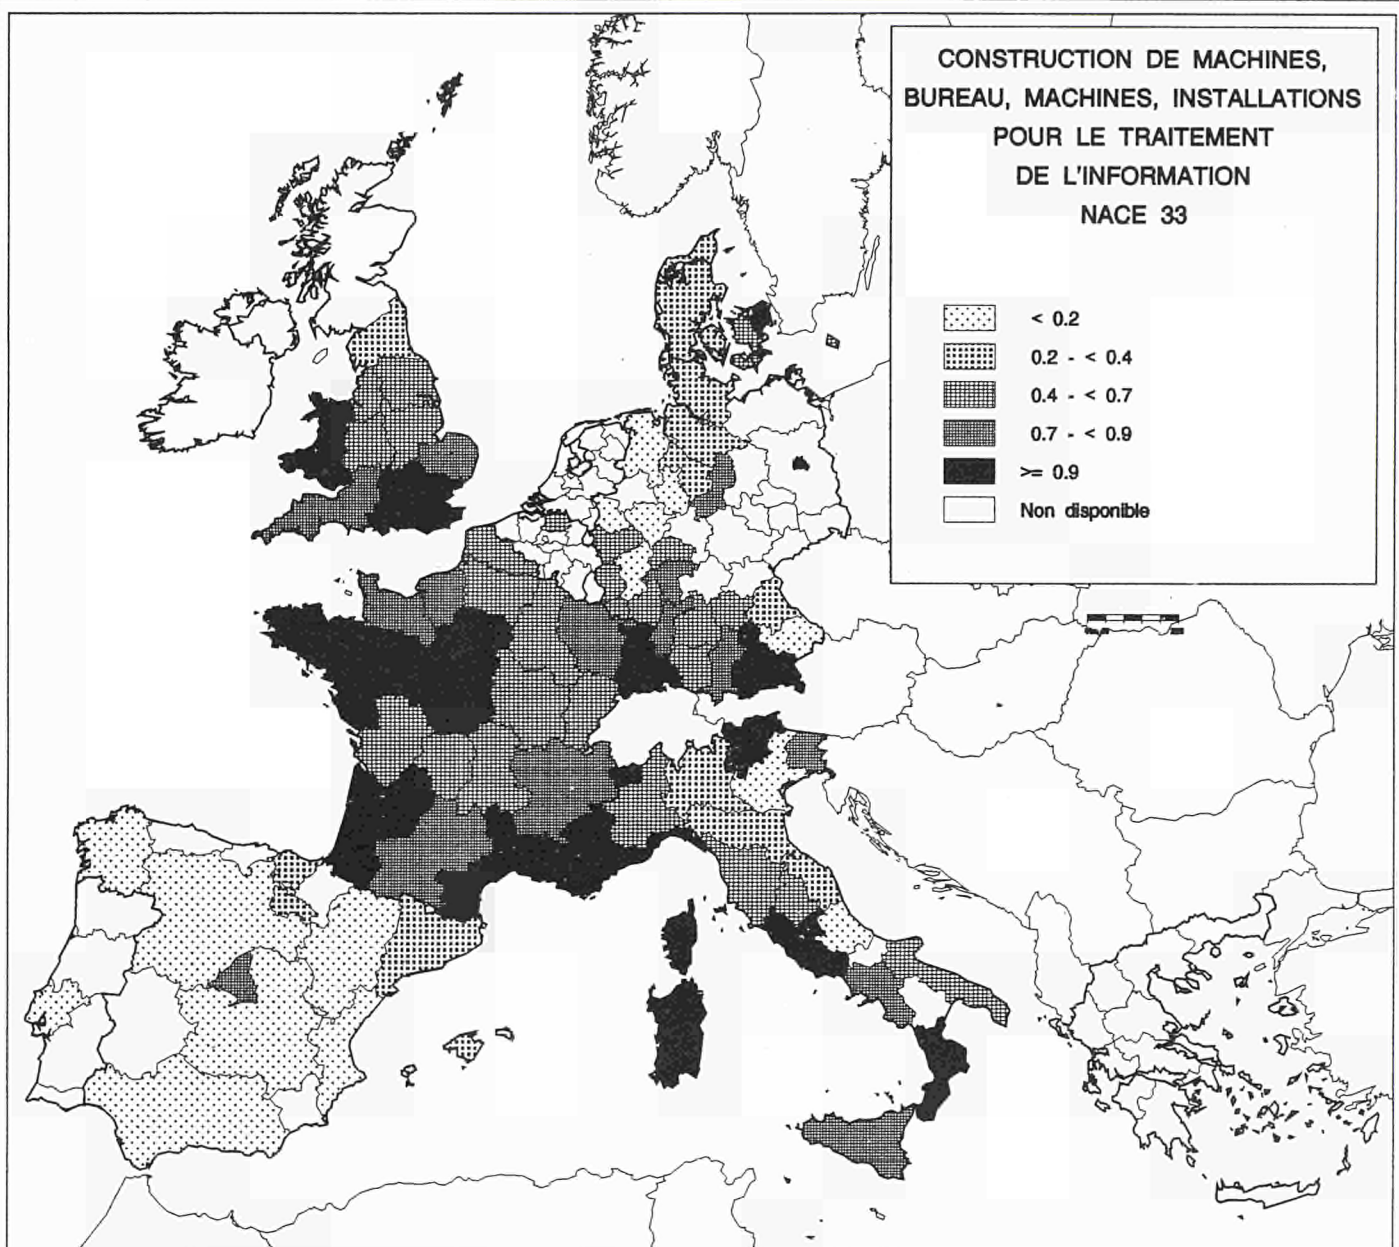 CONSTRUCTION DE MACHINES,
BUREAU, MACHINES, INSTALLATIONS
POUR LE TRAITEMENT
DE L'INFORMATION
NACE 33
< 0.2
0.2 - < 0.4
0.4 - < 0.7
0.7 - < 0.9
>= 0.9
Non disponible